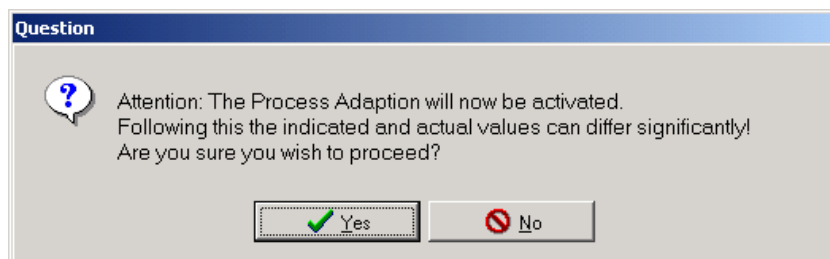 Question
Attention: The Process Adaption will now be activated.
Following this the indicated and actual values can differ significantly!
Are you sure you wish to proceed?
Yes No